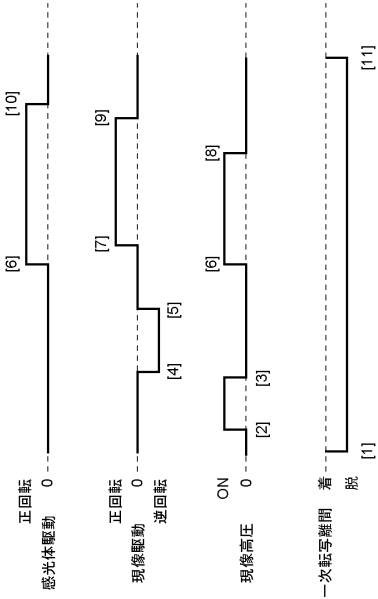 感光体駆動
正回転
0
[6]
[10]
現像駆動
正回転
0
逆回転
[4]
[5]
[7]
[9]
現像高圧
ON
0
[2]
[3]
[6]
[8]
一次転写離間
着
脱
[1]
[11]